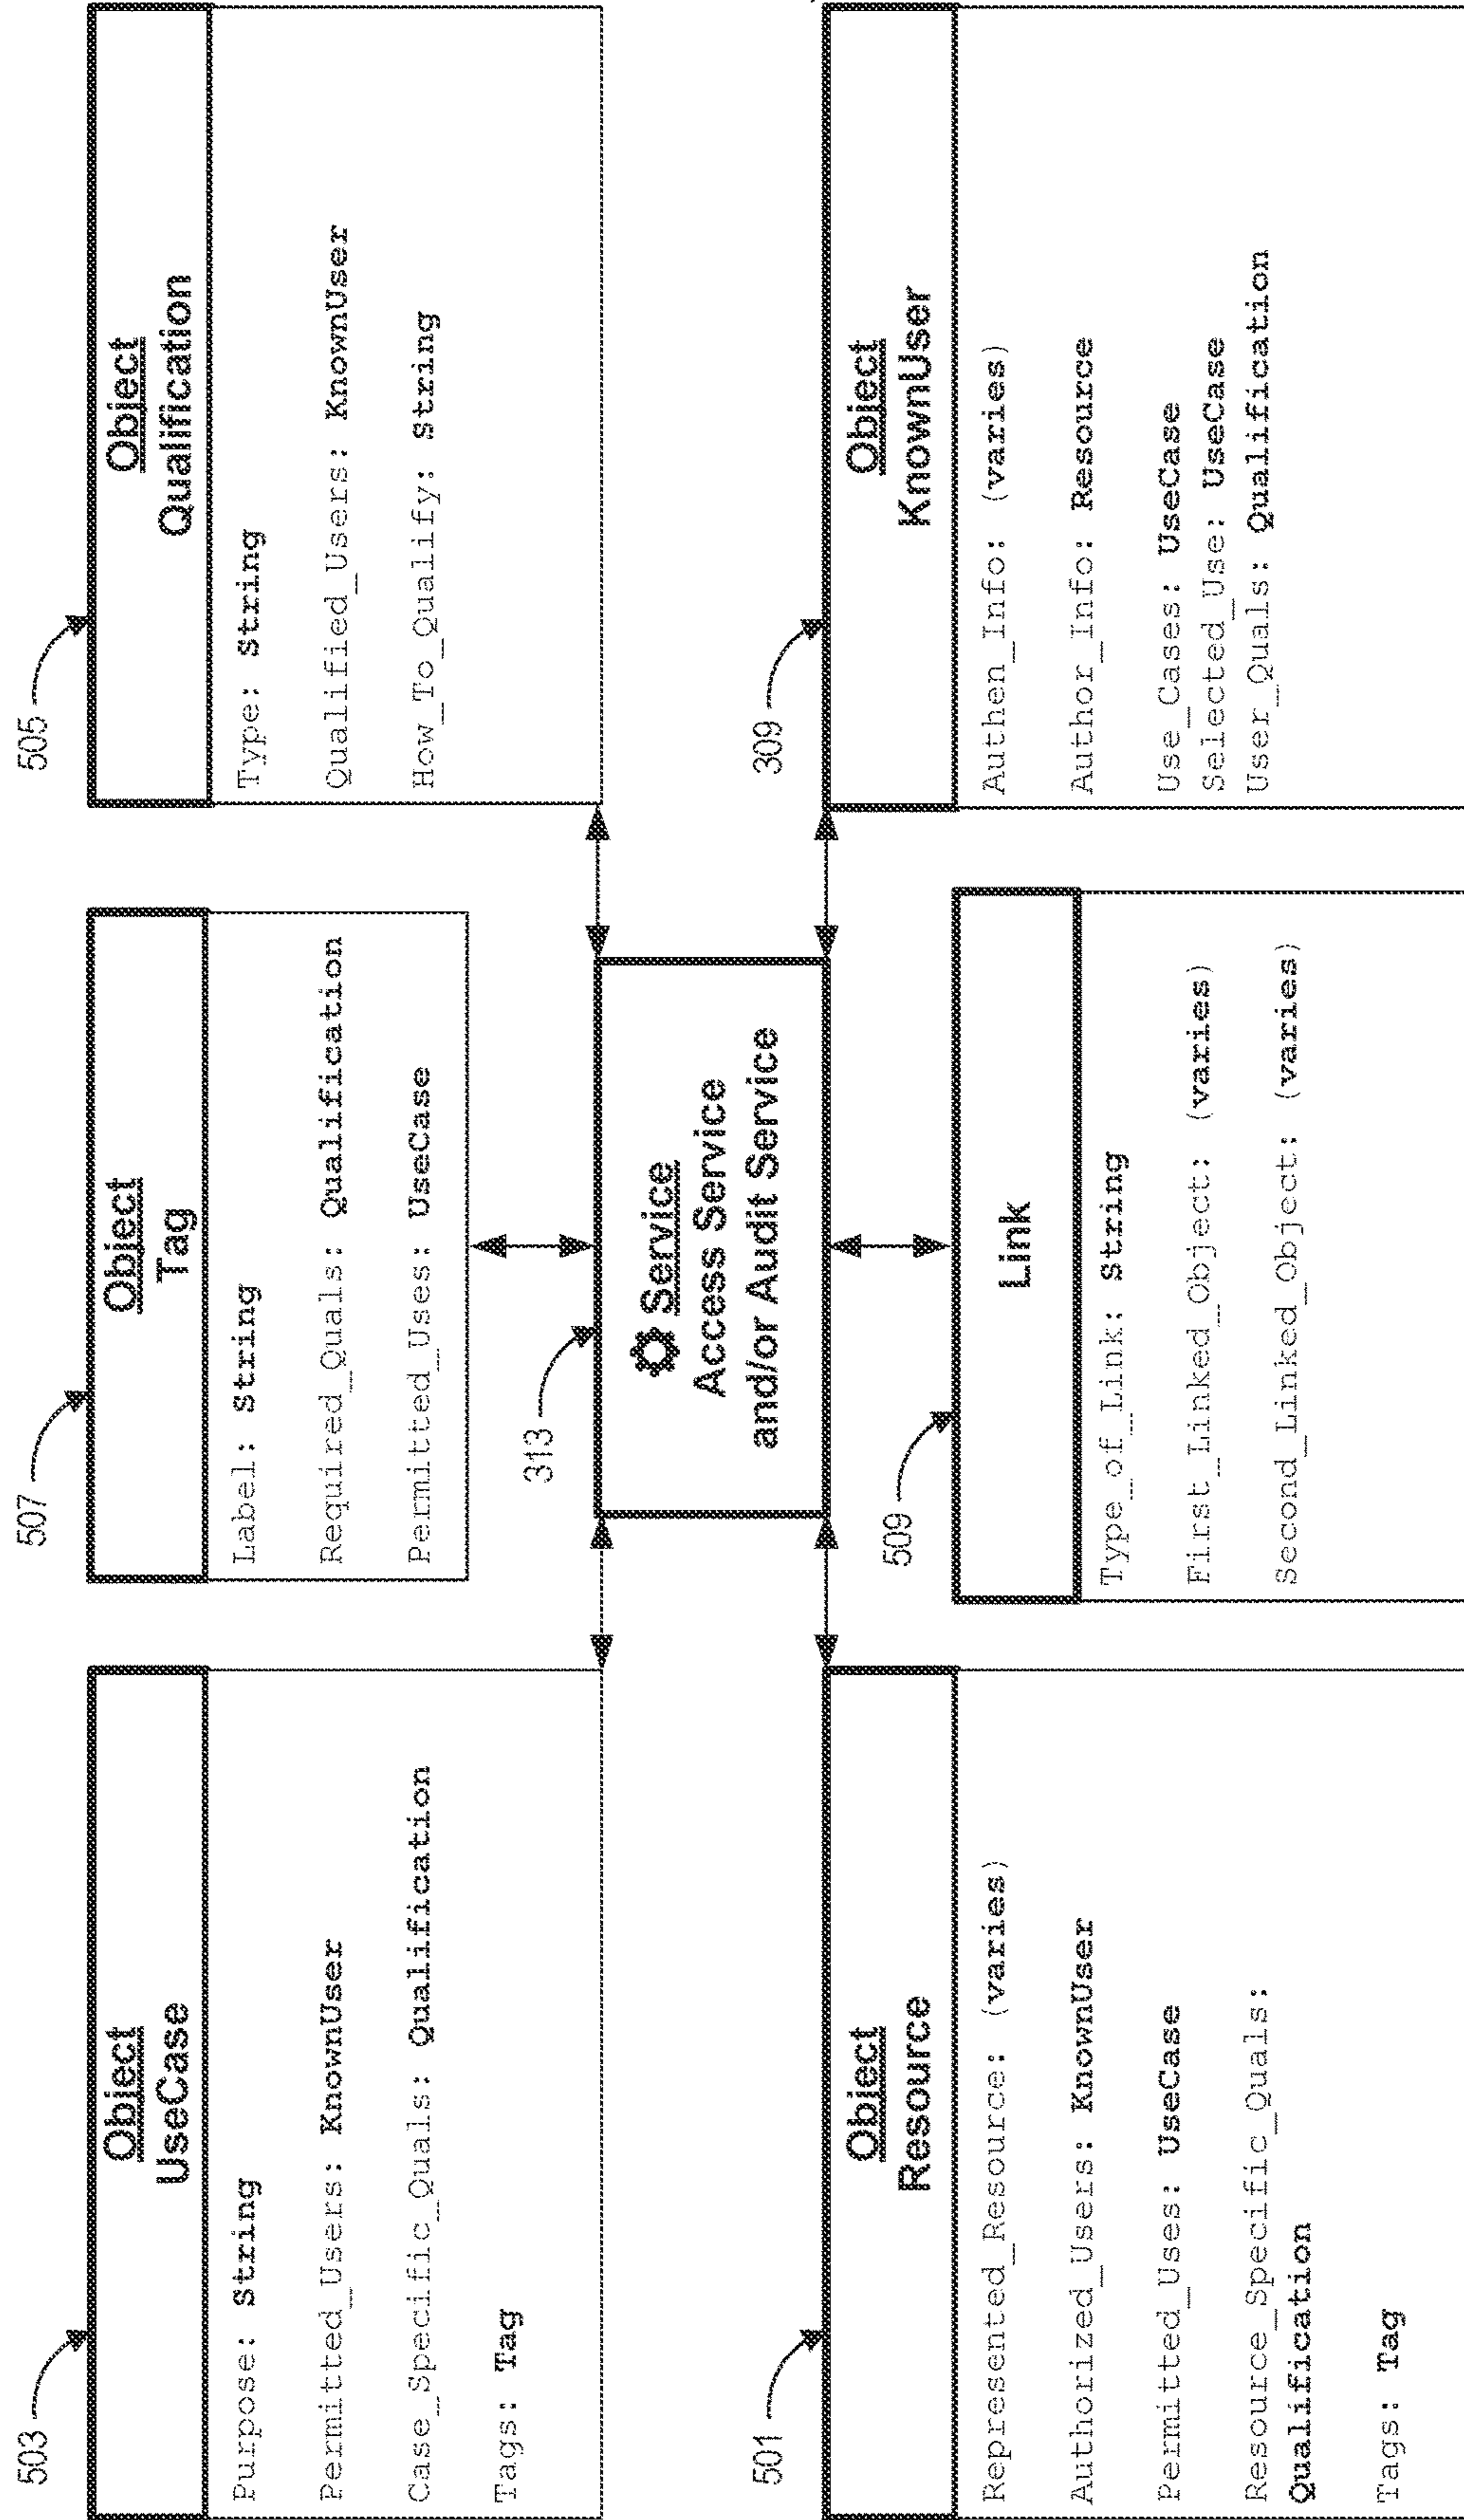 503
Object
UseCase
Purpose: String
Permitted_Users: KnownUser
Case_Specific_Quals: Qualification
Tags: Tag
507
Object
Tag
Label: String
Required_Quals: Qualification
Permitted_Uses: UseCase
505
Object
Qualification
Type: String
Qualified_Users: KnownUser
How_To_Qualify: String
313
Service
Access Service
and/or Audit Service
501
Object
Resource
Represented_Resource: (varies)
Authorized_Users: KnownUser
Permitted_Uses: UseCase
Resource_Specific_Quals:
Qualification
Tags: Tag
509
Link
Type_of_Link: String
First_Linked_Object: (varies)
Second_Linked_Object: (varies)
309
Object
KnownUser
Authen_Info: (varies)
Author_Info: Resource
Use_Cases: UseCase
Selected_Use: UseCase
User_Quals: Qualification